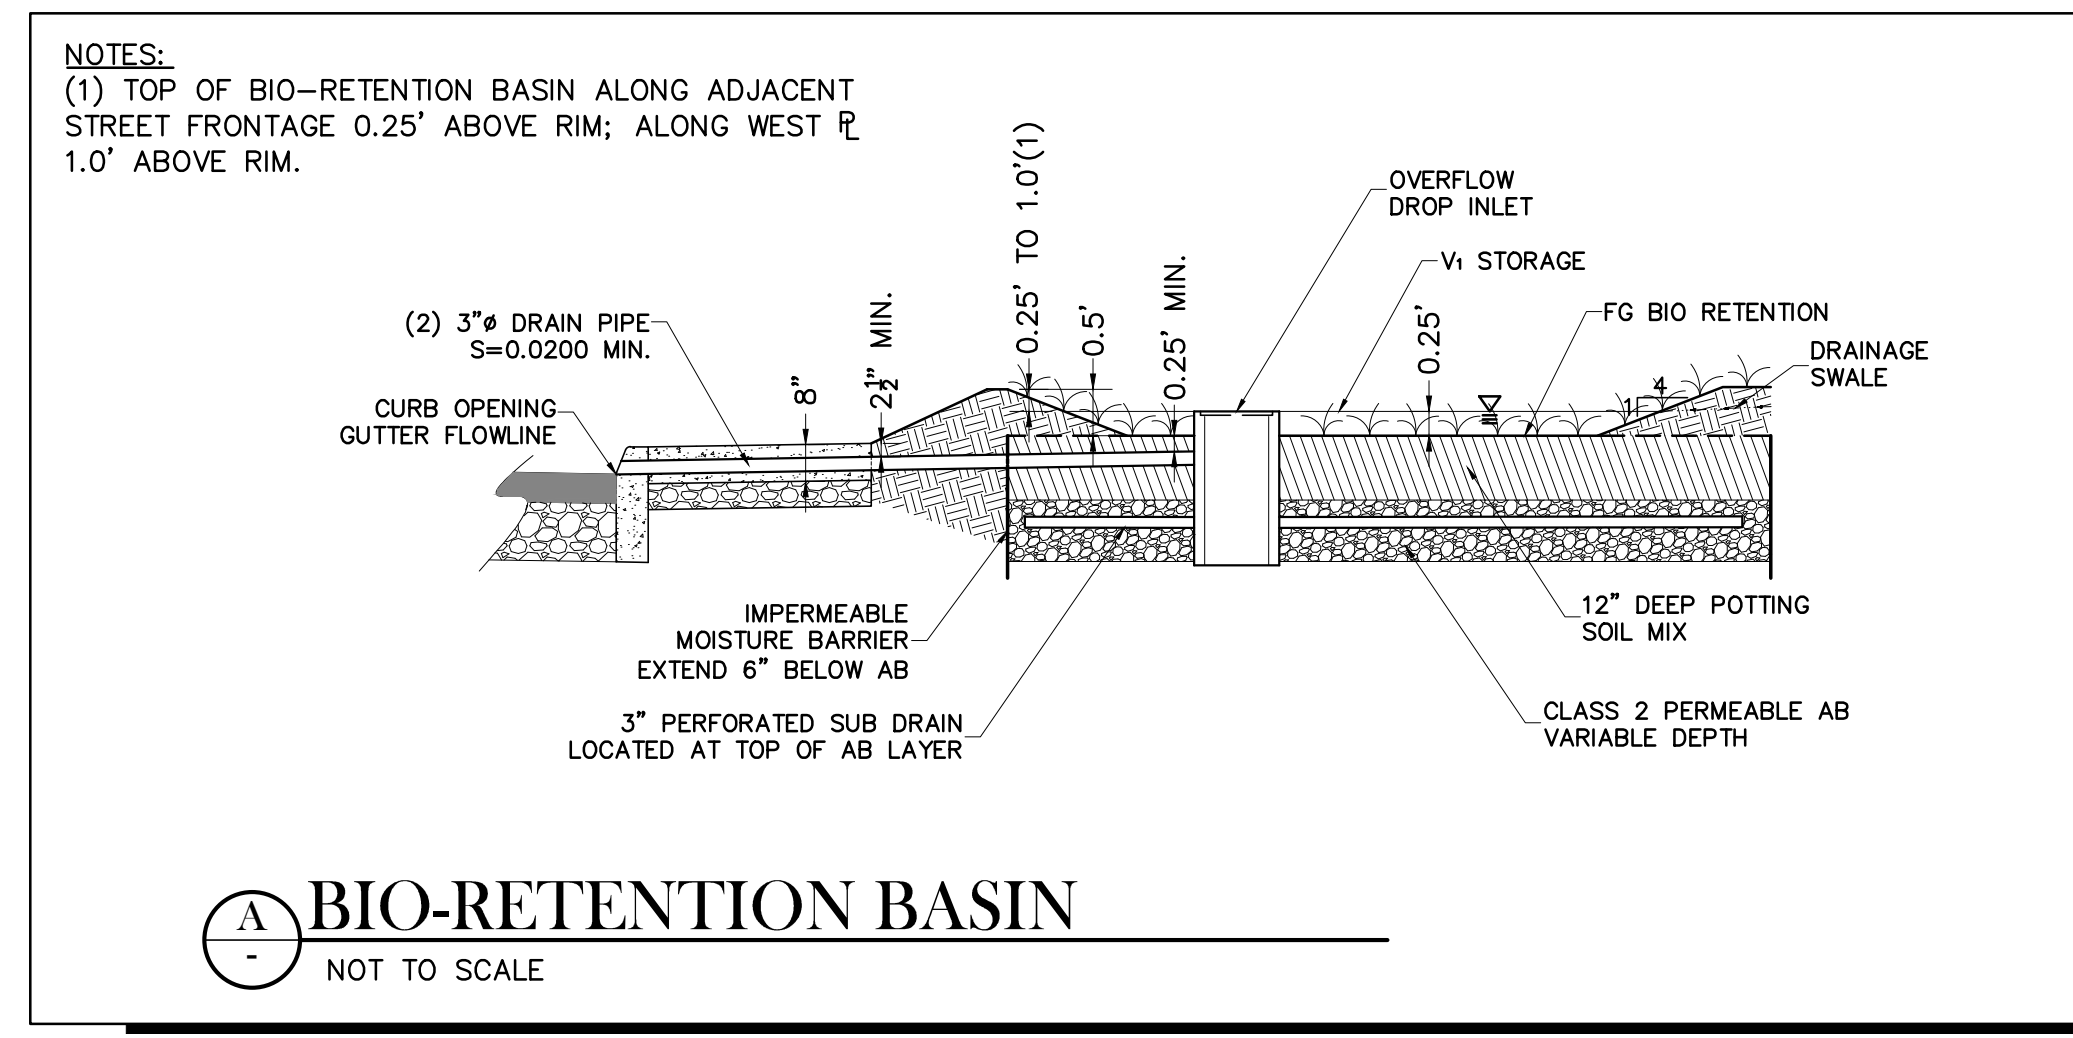 NOTES:
(1) TOP OF BIO-RETENTION BASIN ALONG ADJACENT
STREET FRONTAGE 0.25' ABOVE RIM; ALONG WEST ℄
1.0' ABOVE RIM.
0.25' TO 1.0'(1)
OVERFLOW
DROP INLET
V1 STORAGE
0.25' MIN.
0.5'
0.25'
FG BIO RETENTION
DRAINAGE
SWALE
(2) 3"ø DRAIN PIPE
S=0.0200 MIN.
2½" MIN.
8"
4
1
CURB OPENING
GUTTER FLOWLINE
IMPERMEABLE
MOISTURE BARRIER
EXTEND 6" BELOW AB
12" DEEP POTTING
SOIL MIX
3" PERFORATED SUB DRAIN
LOCATED AT TOP OF AB LAYER
CLASS 2 PERMEABLE AB
VARIABLE DEPTH
A
-
BIO-RETENTION BASIN
NOT TO SCALE